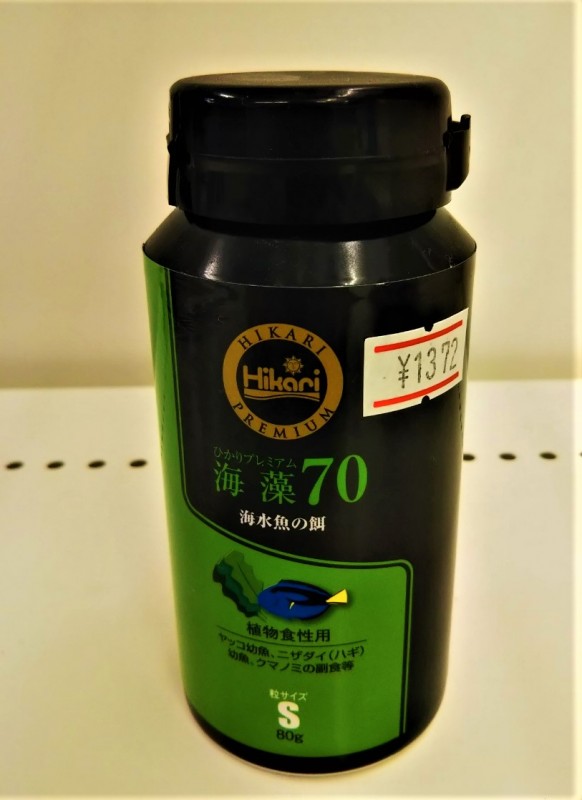 HIKARI
Hikari
PREMIUM
¥1372
ひかりプレミアム
海藻70
海水魚の餌
植物食性用
ヤッコ幼魚、ニザダイ(ハギ)
幼魚、クマノミの副食等
粒サイズ
S
80g